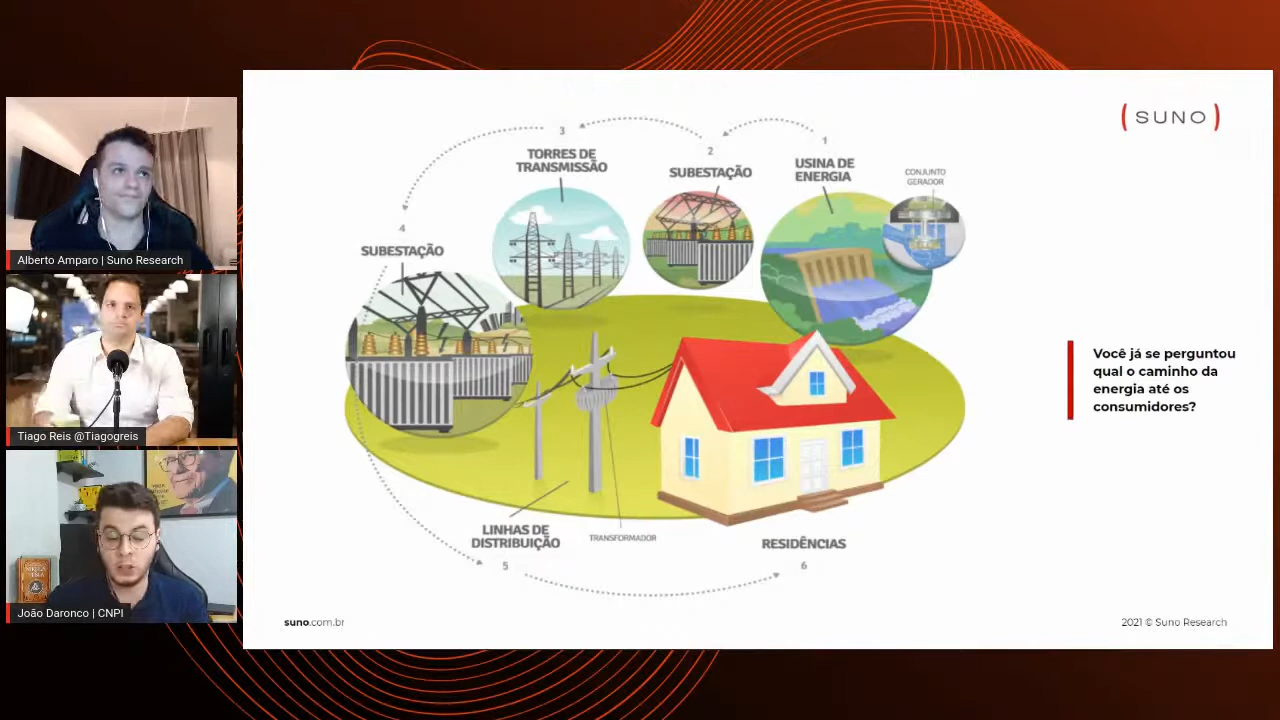 Alberto Amparo | Suno Research
Tiago Reis @Tiagogreis
João Daronco | CNPI
( SUNO )
3
TORRES DE
TRANSMISSÃO
2
SUBESTAÇÃO
1
USINA DE
ENERGIA
CONJUNTO
GERADOR
4
SUBESTAÇÃO
Você já se perguntou
qual o caminho da
energia até os
consumidores?
LINHAS DE
DISTRIBUIÇÃO
5
TRANSFORMADOR
RESIDÊNCIAS
6
suno.com.br
2021 © Suno Research